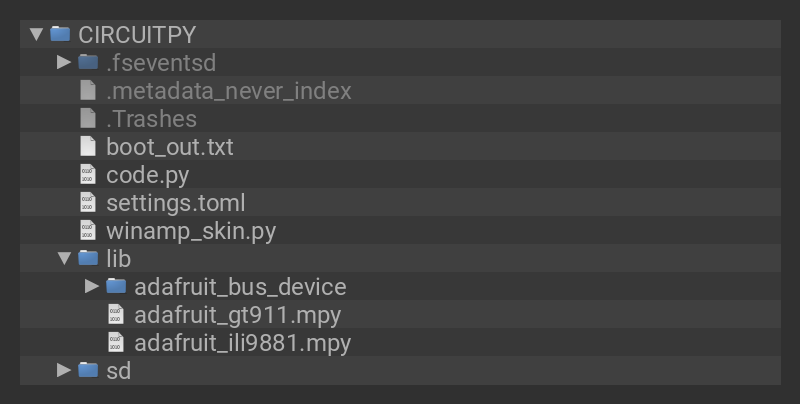 CIRCUITPY
.fseventsd
.metadata_never_index
.Trashes
boot_out.txt
code.py
settings.toml
winamp_skin.py
lib
adafruit_bus_device
adafruit_gt911.mpy
adafruit_ili9881.mpy
sd